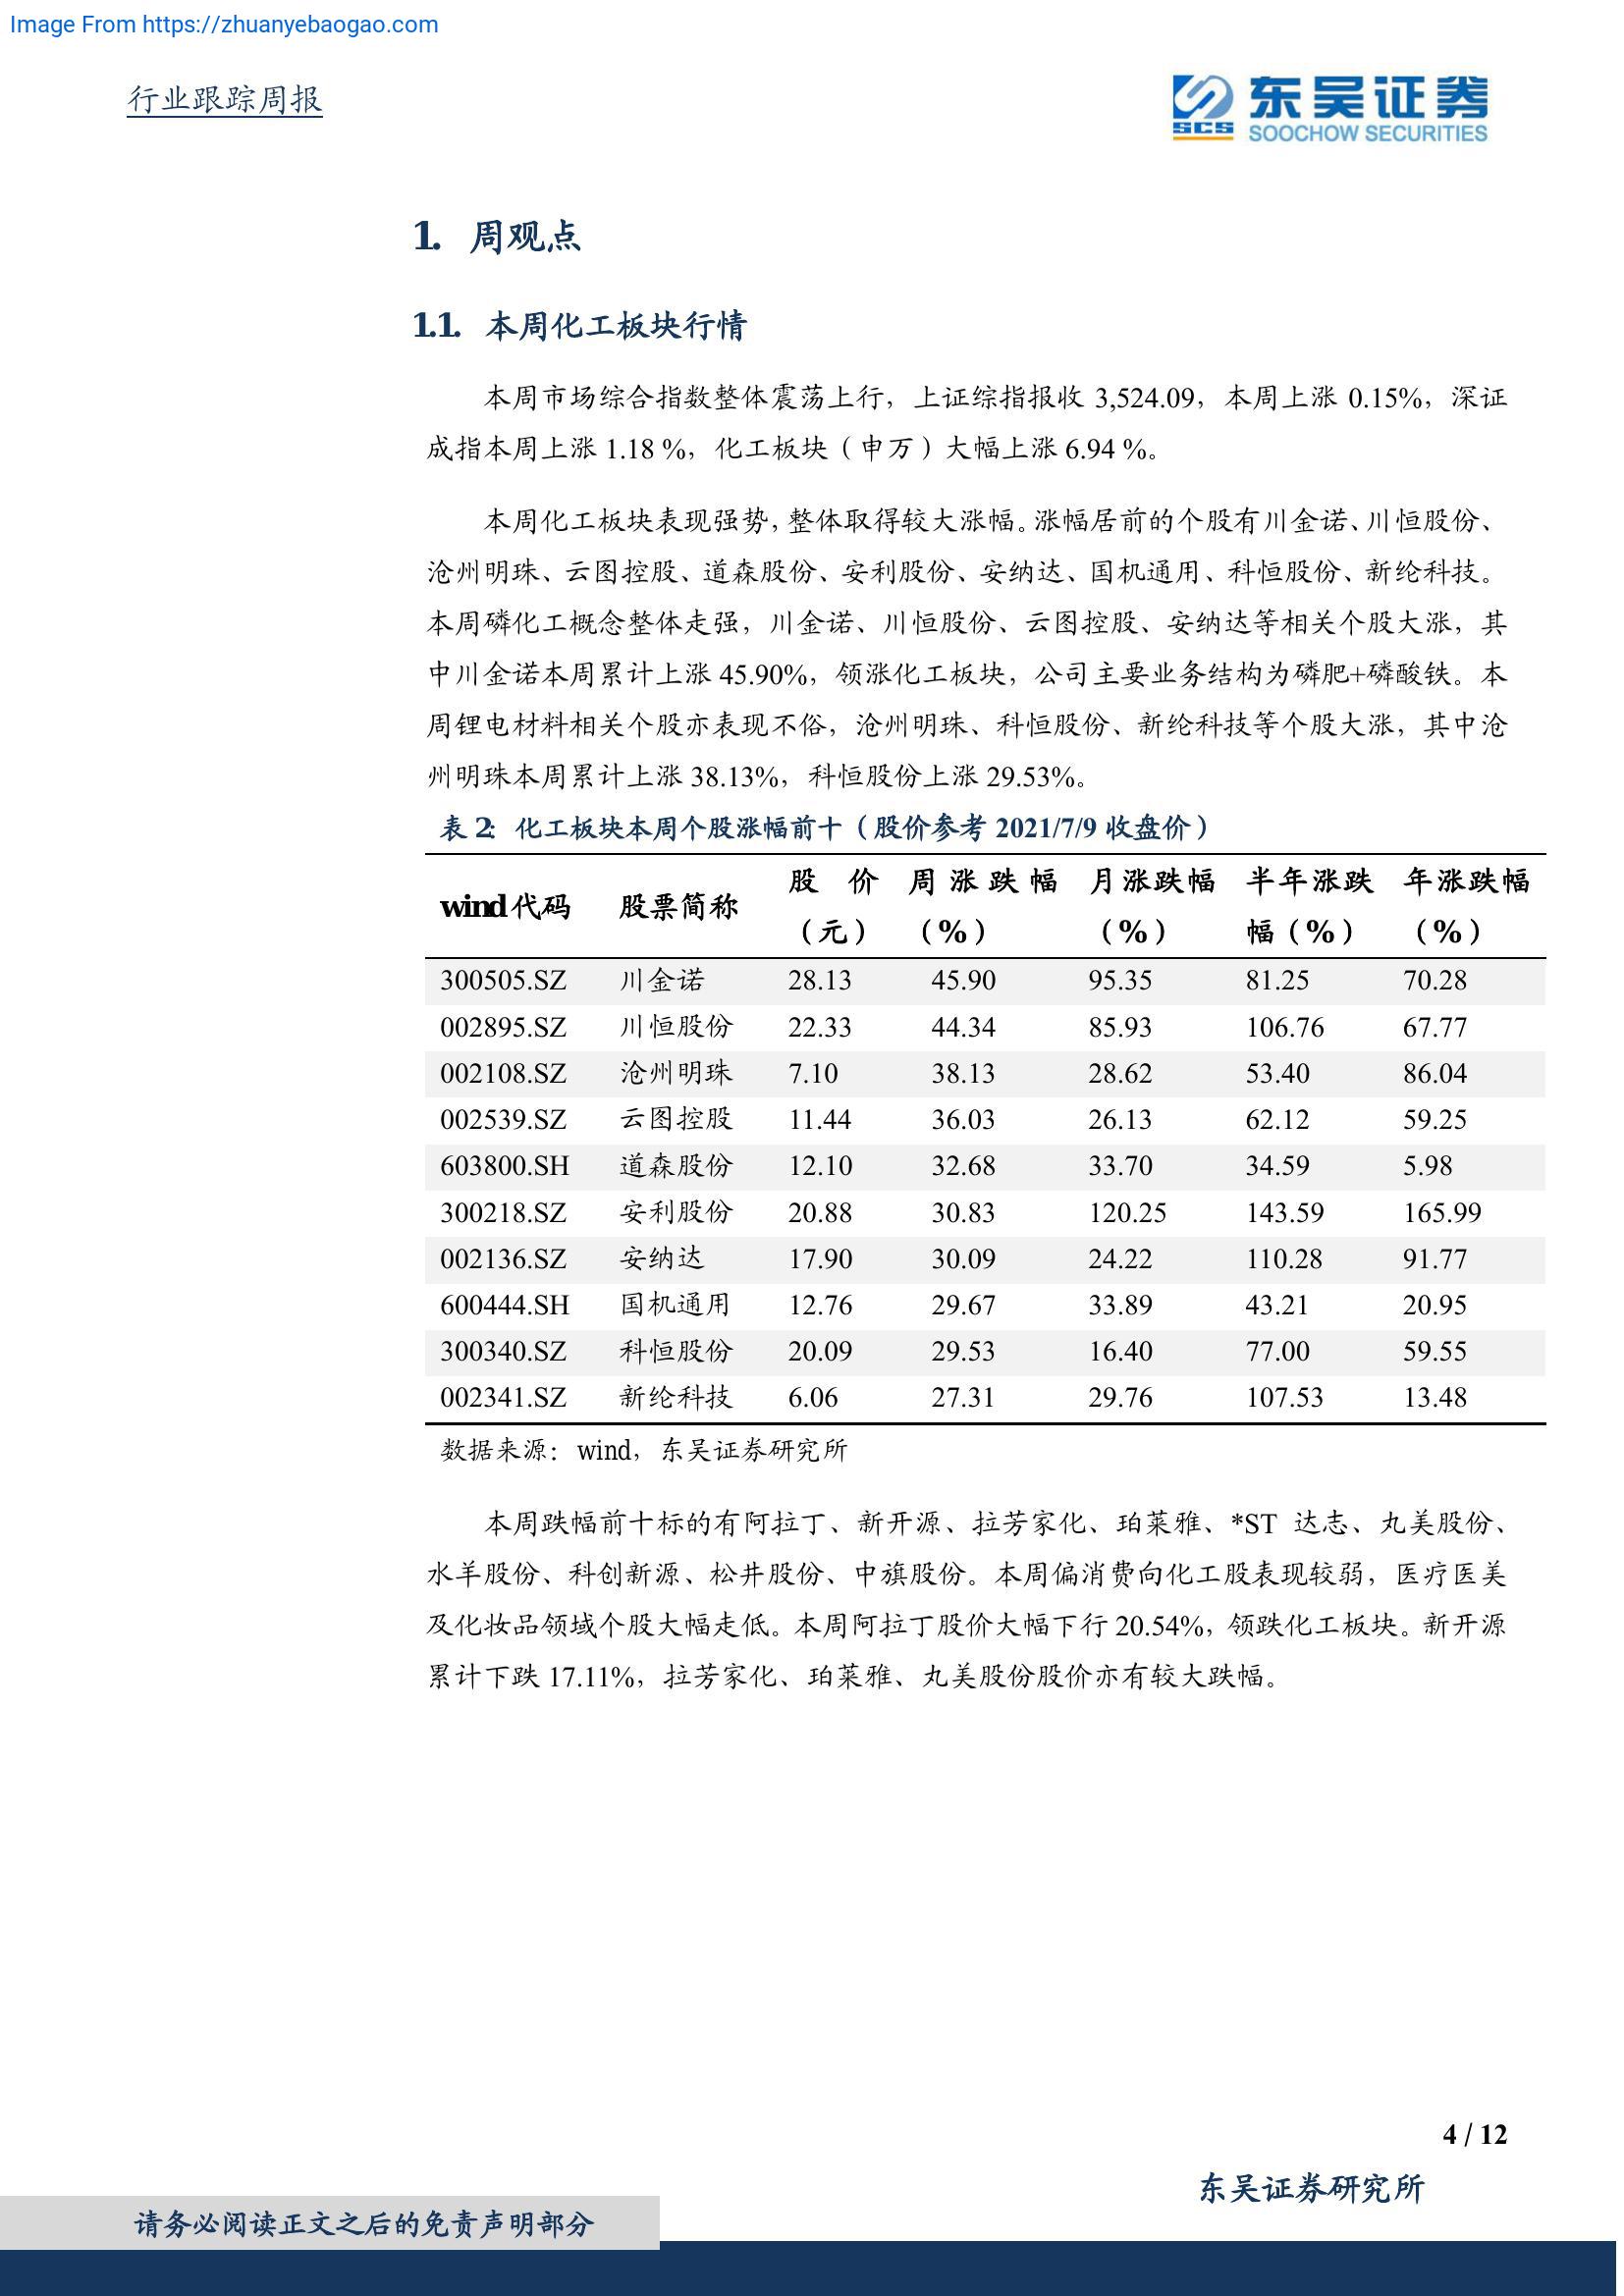 Image From https://zhuanyebaogao.com
行业跟踪周报
SCS 东吴证券
SOOCHOW SECURITIES
1. 周观点
1.1. 本周化工板块行情
本周市场综合指数整体震荡上行，上证综指报收 3,524.09，本周上涨 0.15%，深证
成指本周上涨 1.18 %，化工板块（申万）大幅上涨 6.94 %。
本周化工板块表现强势，整体取得较大涨幅。涨幅居前的个股有川金诺、川恒股份、
沧州明珠、云图控股、道森股份、安利股份、安纳达、国机通用、科恒股份、新纶科技。
本周磷化工概念整体走强，川金诺、川恒股份、云图控股、安纳达等相关个股大涨，其
中川金诺本周累计上涨 45.90%，领涨化工板块，公司主要业务结构为磷肥+磷酸铁。本
周锂电材料相关个股亦表现不俗，沧州明珠、科恒股份、新纶科技等个股大涨，其中沧
州明珠本周累计上涨 38.13%，科恒股份上涨 29.53%。
表 2：化工板块本周个股涨幅前十（股价参考 2021/7/9 收盘价）
wind代码 股票简称 股价（元） 周涨跌幅（%） 月涨跌幅（%） 半年涨跌幅（%） 年涨跌幅（%）
300505.SZ 川金诺 28.13 45.90 95.35 81.25 70.28
002895.SZ 川恒股份 22.33 44.34 85.93 106.76 67.77
002108.SZ 沧州明珠 7.10 38.13 28.62 53.40 86.04
002539.SZ 云图控股 11.44 36.03 26.13 62.12 59.25
603800.SH 道森股份 12.10 32.68 33.70 34.59 5.98
300218.SZ 安利股份 20.88 30.83 120.25 143.59 165.99
002136.SZ 安纳达 17.90 30.09 24.22 110.28 91.77
600444.SH 国机通用 12.76 29.67 33.89 43.21 20.95
300340.SZ 科恒股份 20.09 29.53 16.40 77.00 59.55
002341.SZ 新纶科技 6.06 27.31 29.76 107.53 13.48
数据来源：wind，东吴证券研究所
本周跌幅前十标的有阿拉丁、新开源、拉芳家化、珀莱雅、*ST 达志、丸美股份、
水羊股份、科创新源、松井股份、中旗股份。本周偏消费向化工股表现较弱，医疗医美
及化妆品领域个股大幅走低。本周阿拉丁股价大幅下行 20.54%，领跌化工板块。新开源
累计下跌 17.11%，拉芳家化、珀莱雅、丸美股份股价亦有较大跌幅。
4 / 12
东吴证券研究所
请务必阅读正文之后的免责声明部分